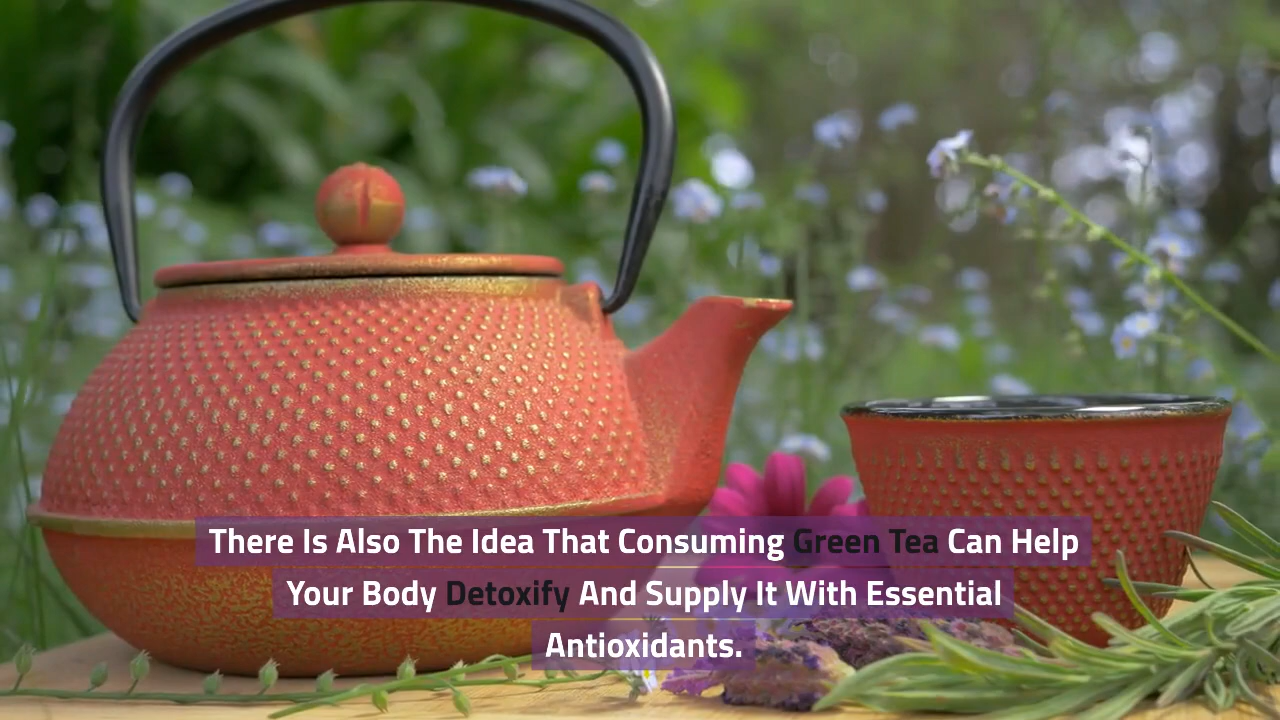 There Is Also The Idea That Consuming Green Tea Can Help
Your Body Detoxify And Supply It With Essential
Antioxidants.